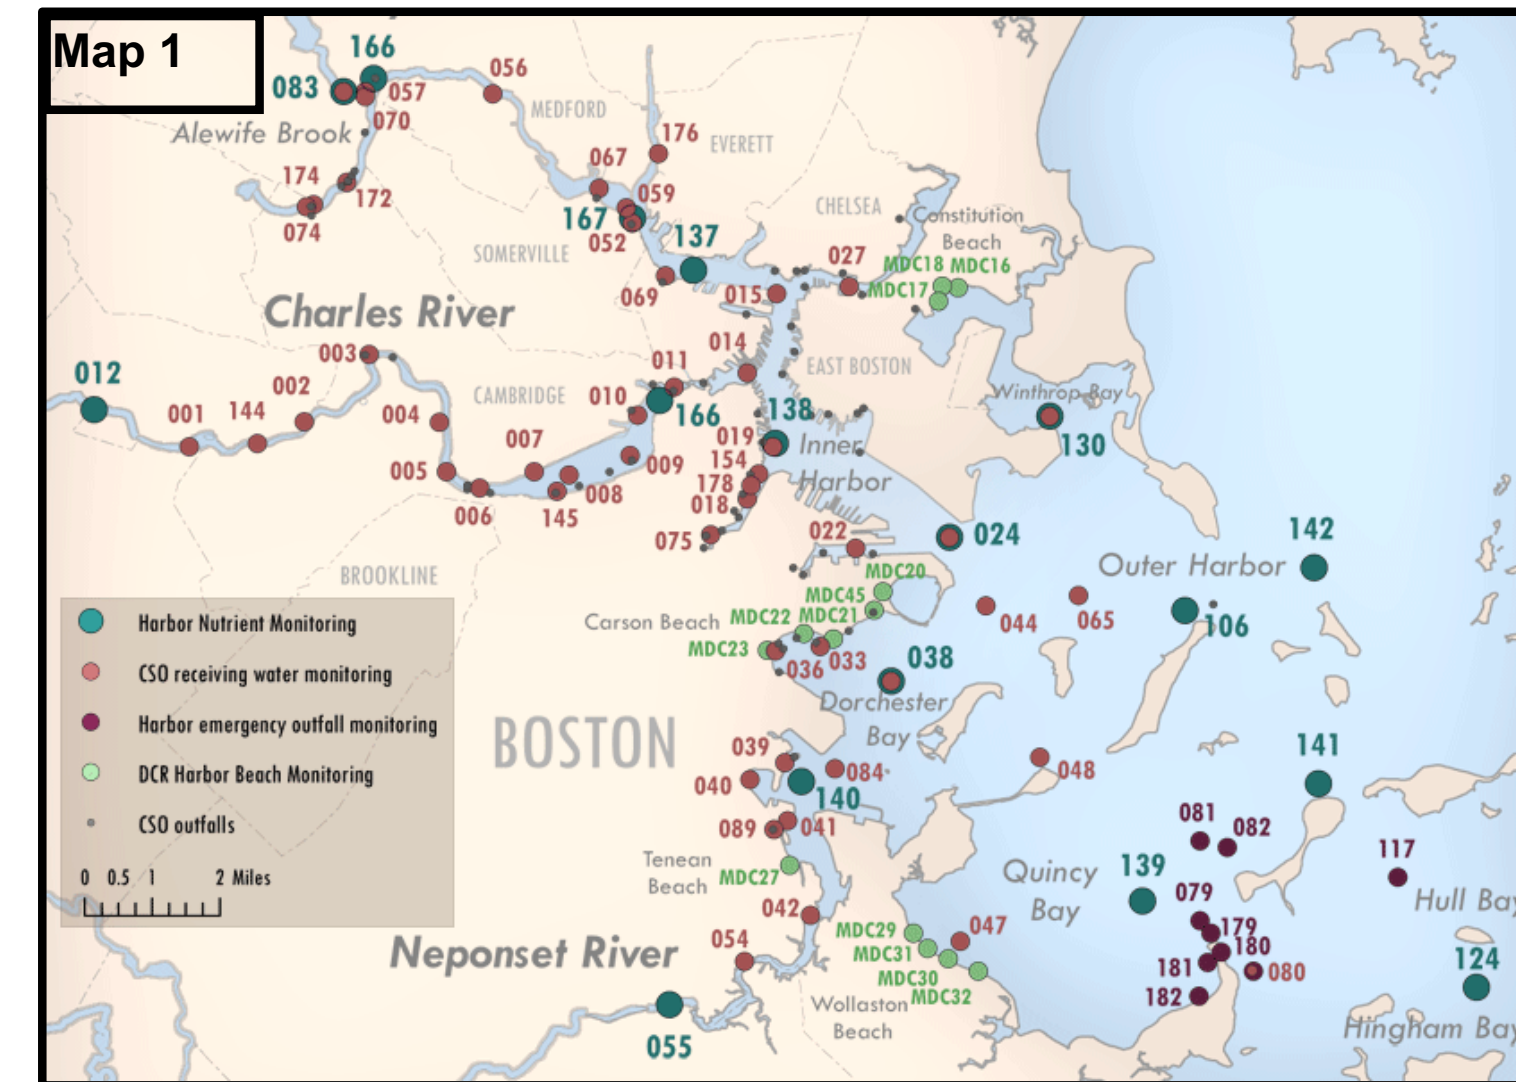 Map 1
166
083
057
056
070
Alewife Brook
MEDFORD
176
EVERETT
174
172
074
067
059
167
052
137
CHELSEA
Constitution
Beach
SOMERVILLE
027
MDC18
MDC16
MDC17
069
015
Charles River
003
014
011
EAST BOSTON
012
002
144
001
004
CAMBRIDGE
010
166
138
Winthrop Bay
130
007
019
Inner
Harbor
005
009
154
178
018
008
006
145
075
022
024
142
Outer Harbor
BROOKLINE
MDC20
MDC45
Carson Beach
MDC22
MDC21
MDC23
036
033
044
065
106
038
Dorchester
Bay
Harbor Nutrient Monitoring
CSO receiving water monitoring
Harbor emergency outfall monitoring
DCR Harbor Beach Monitoring
CSO outfalls
0 0.5 1 2 Miles
BOSTON
039
040
084
140
048
141
089
041
081
082
117
Tenean
Beach
MDC27
Quincy
Bay
139
079
179
180
181
080
182
Hull Bay
042
MDC29
047
MDC31
MDC30
MDC32
054
Neponset River
Wollaston
Beach
055
124
Hingham Bay